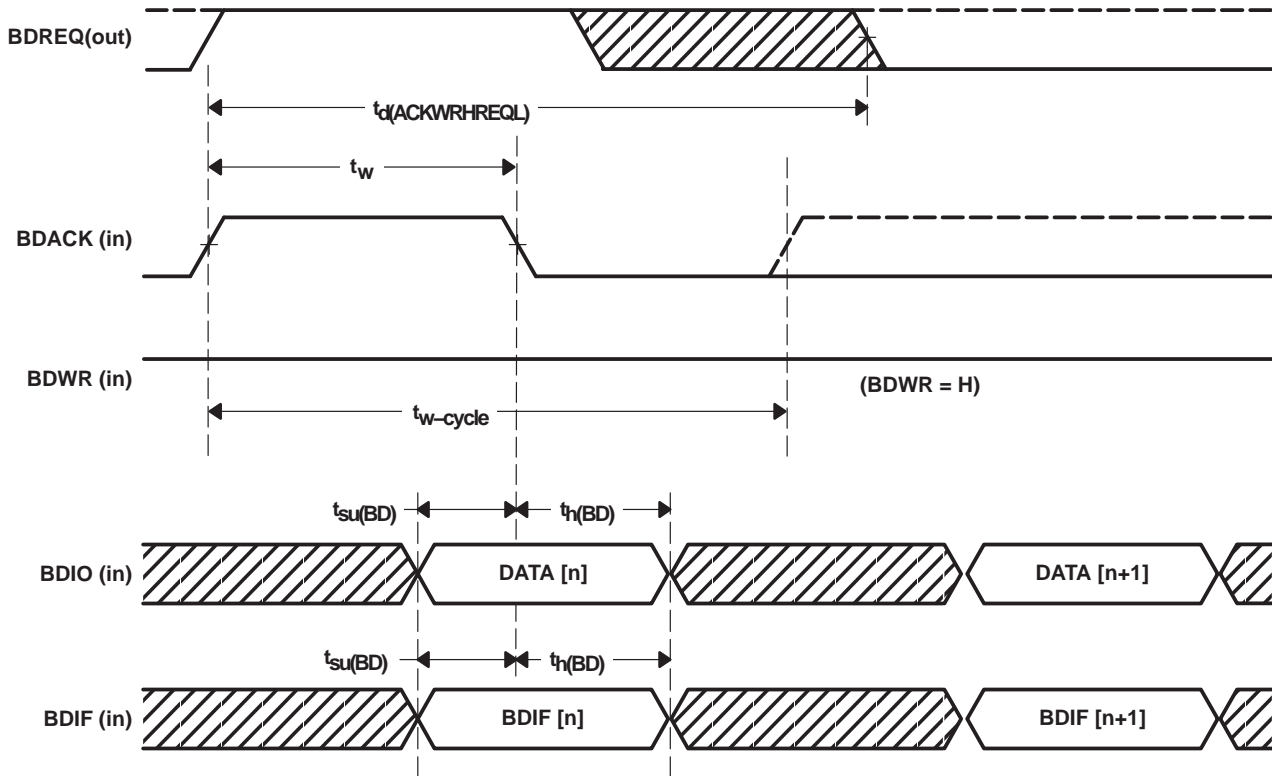 BDREQ(out)
td(ACKWRHREQL)
tw
BDACK (in)
BDWR (in)
(BDWR = H)
tw–cycle
tsu(BD) th(BD)
BDIO (in) DATA [n] DATA [n+1]
tsu(BD) th(BD)
BDIF (in) BDIF [n] BDIF [n+1]